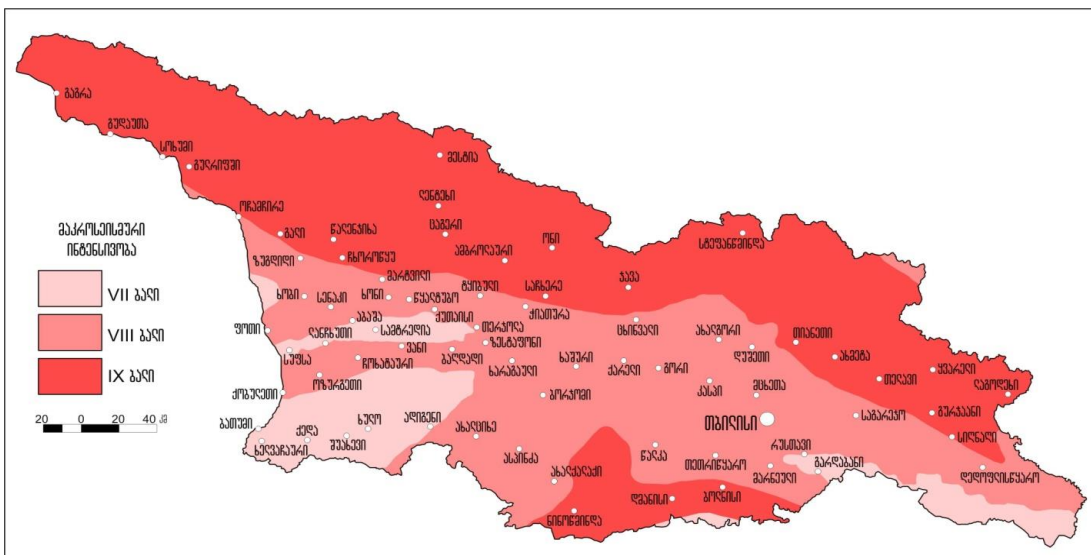 გაგრა
გუდაუთა
სოხუმი
გულრიფში
მესტია
ლენტეხი
ოჩამჩირე
ცაგერი
გალი
წალენჯიხა
ონი
სტეფანწმინდა
მაკროსეისმური
ინტენსივობა
ზუგდიდი
ჩხოროწყუ
ამბროლაური
ჯავა
VII ბალი
მარტვილი
ტყიბული
საჩხერე
ხობი
სენაკი
ხონი
წყალტუბო
ქუთაისი
ჭიათურა
ცხინვალი
ახალგორი
თიანეთი
VIII ბალი
ფოთი
აბაშა
სამტრედია
თერჯოლა
ლანჩხუთი
ზესტაფონი
დუშეთი
ახმეტა
სუფსა
ვანი
ბაღდადი
ხაშური
ქარელი
გორი
ყვარელი
IX ბალი
ოზურგეთი
ჩოხატაური
ხარაგაული
კასპი
მცხეთა
თელავი
ლაგოდეხი
ქობულეთი
ბორჯომი
თბილისი
საგარეჯო
გურჯაანი
20 0 20 40 კმ
ბათუმი
ხელვაჩაური
ქედა
შუახევი
ხულო
ადიგენი
ახალციხე
სიღნაღი
ასპინძა
წალკა
თეთრიწყარო
რუსთავი
გარდაბანი
მარნეული
დედოფლისწყარო
ახალქალაქი
დმანისი
ბოლნისი
ნინოწმინდა